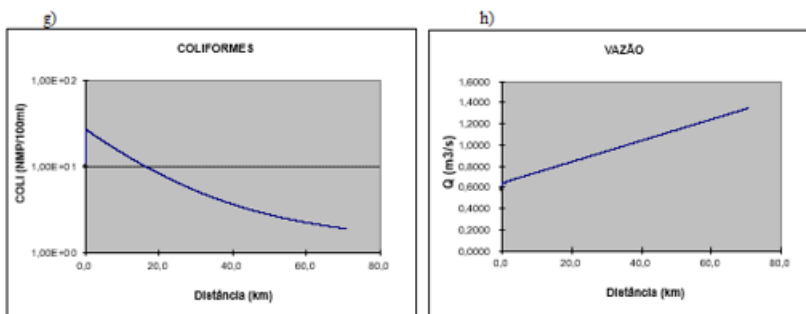 g)
COLIFORMES
COLI (NMP/100ml)
1,00E+02
1,00E+01
1,00E+00
0,0 20,0 40,0 60,0 80,0
Distância (km)
h)
VAZÃO
Q (m3/s)
1,6000
1,4000
1,2000
1,0000
0,8000
0,6000
0,4000
0,2000
0,0000
0,0 20,0 40,0 60,0 80,0
Distância (km)